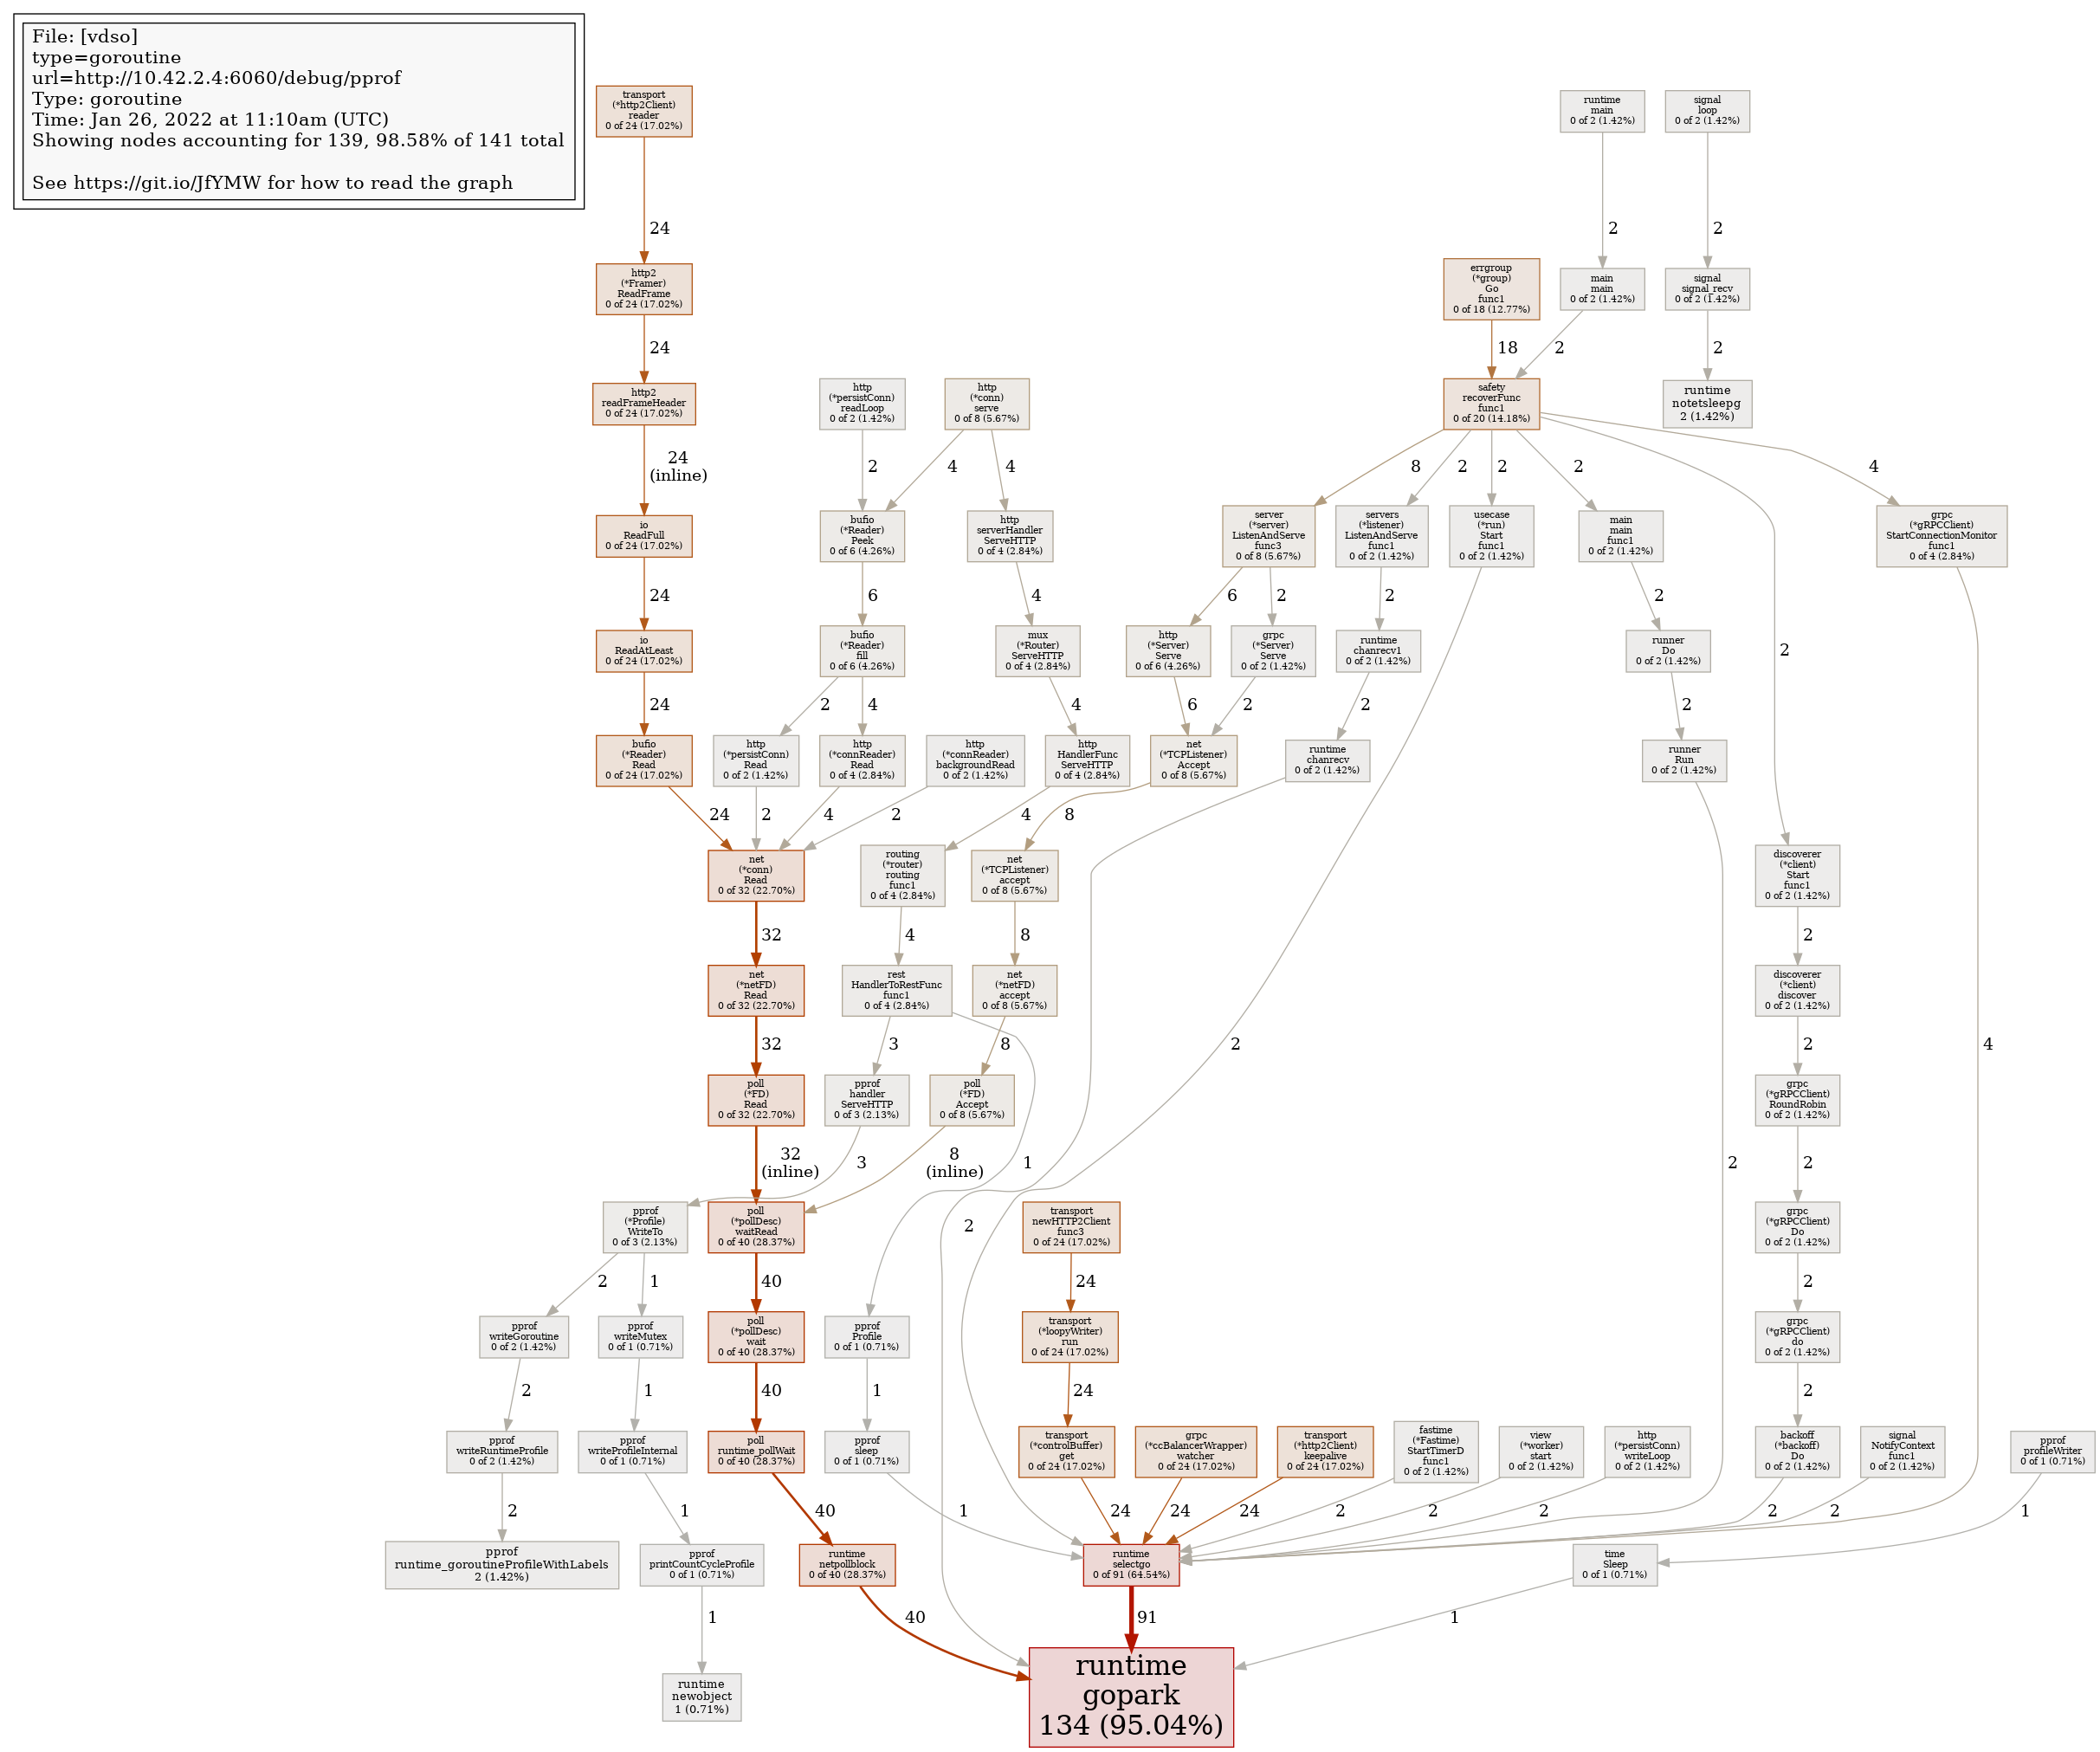 File: [vdso]
type=goroutine
url=http://10.42.2.4:6060/debug/pprof
Type: goroutine
Time: Jan 26, 2022 at 11:10am (UTC)
Showing nodes accounting for 139, 98.58% of 141 total
See https://git.io/JfYMW for how to read the graph
transport
(*http2Client)
reader
0 of 24 (17.02%)
runtime
main
0 of 2 (1.42%)
signal
loop
0 of 2 (1.42%)
24
2
2
http2
(*Framer)
ReadFrame
0 of 24 (17.02%)
errgroup
(*group)
Go
func1
0 of 18 (12.77%)
main
main
0 of 2 (1.42%)
signal
signal_recv
0 of 2 (1.42%)
24
18
2
2
http2
readFrameHeader
0 of 24 (17.02%)
http
(*persistConn)
readLoop
0 of 2 (1.42%)
http
(*conn)
serve
0 of 8 (5.67%)
safety
recoverFunc
func1
0 of 20 (14.18%)
runtime
notetsleepg
2 (1.42%)
24
(inline)
2
4
4
8
2
2
2
2
4
io
ReadFull
0 of 24 (17.02%)
bufio
(*Reader)
Peek
0 of 6 (4.26%)
http
serverHandler
ServeHTTP
0 of 4 (2.84%)
server
(*server)
ListenAndServe
func3
0 of 8 (5.67%)
servers
(*listener)
ListenAndServe
func1
0 of 2 (1.42%)
usecase
(*run)
Start
func1
0 of 2 (1.42%)
main
main
func1
0 of 2 (1.42%)
grpc
(*gRPCClient)
StartConnectionMonitor
func1
0 of 4 (2.84%)
24
6
4
6
2
2
2
io
ReadAtLeast
0 of 24 (17.02%)
bufio
(*Reader)
fill
0 of 6 (4.26%)
mux
(*Router)
ServeHTTP
0 of 4 (2.84%)
http
(*Server)
Serve
0 of 6 (4.26%)
grpc
(*Server)
Serve
0 of 2 (1.42%)
runtime
chanrecv1
0 of 2 (1.42%)
runner
Do
0 of 2 (1.42%)
24
2
4
4
6
2
2
2
bufio
(*Reader)
Read
0 of 24 (17.02%)
http
(*persistConn)
Read
0 of 2 (1.42%)
http
(*connReader)
Read
0 of 4 (2.84%)
http
(*connReader)
backgroundRead
0 of 2 (1.42%)
http
HandlerFunc
ServeHTTP
0 of 4 (2.84%)
net
(*TCPListener)
Accept
0 of 8 (5.67%)
runtime
chanrecv
0 of 2 (1.42%)
runner
Run
0 of 2 (1.42%)
24
2
4
2
4
8
net
(*conn)
Read
0 of 32 (22.70%)
routing
(*router)
routing
func1
0 of 4 (2.84%)
net
(*TCPListener)
accept
0 of 8 (5.67%)
discoverer
(*client)
Start
func1
0 of 2 (1.42%)
32
4
8
2
net
(*netFD)
Read
0 of 32 (22.70%)
rest
HandlerToRestFunc
func1
0 of 4 (2.84%)
net
(*netFD)
accept
0 of 8 (5.67%)
discoverer
(*client)
discover
0 of 2 (1.42%)
32
3
8
2
2
4
poll
(*FD)
Read
0 of 32 (22.70%)
pprof
handler
ServeHTTP
0 of 3 (2.13%)
poll
(*FD)
Accept
0 of 8 (5.67%)
grpc
(*gRPCClient)
RoundRobin
0 of 2 (1.42%)
32
(inline)
3
8
(inline)
1
2
2
pprof
(*Profile)
WriteTo
0 of 3 (2.13%)
poll
(*pollDesc)
waitRead
0 of 40 (28.37%)
2
transport
newHTTP2Client
func3
0 of 24 (17.02%)
grpc
(*gRPCClient)
Do
0 of 2 (1.42%)
2
1
40
24
2
pprof
writeGoroutine
0 of 2 (1.42%)
pprof
writeMutex
0 of 1 (0.71%)
poll
(*pollDesc)
wait
0 of 40 (28.37%)
pprof
Profile
0 of 1 (0.71%)
transport
(*loopyWriter)
run
0 of 24 (17.02%)
grpc
(*gRPCClient)
do
0 of 2 (1.42%)
2
1
40
1
24
2
pprof
writeRuntimeProfile
0 of 2 (1.42%)
pprof
writeProfileInternal
0 of 1 (0.71%)
poll
runtime_pollWait
0 of 40 (28.37%)
pprof
sleep
0 of 1 (0.71%)
transport
(*controlBuffer)
get
0 of 24 (17.02%)
grpc
(*ccBalancerWrapper)
watcher
0 of 24 (17.02%)
transport
(*http2Client)
keepalive
0 of 24 (17.02%)
fastime
(*Fastime)
StartTimerD
func1
0 of 2 (1.42%)
view
(*worker)
start
0 of 2 (1.42%)
http
(*persistConn)
writeLoop
0 of 2 (1.42%)
backoff
(*backoff)
Do
0 of 2 (1.42%)
signal
NotifyContext
func1
0 of 2 (1.42%)
pprof
profileWriter
0 of 1 (0.71%)
2
1
40
1
24
24
24
2
2
2
2
2
1
pprof
runtime_goroutineProfileWithLabels
2 (1.42%)
pprof
printCountCycleProfile
0 of 1 (0.71%)
runtime
netpollblock
0 of 40 (28.37%)
runtime
selectgo
0 of 91 (64.54%)
time
Sleep
0 of 1 (0.71%)
1
40
91
1
runtime
newobject
1 (0.71%)
runtime
gopark
134 (95.04%)